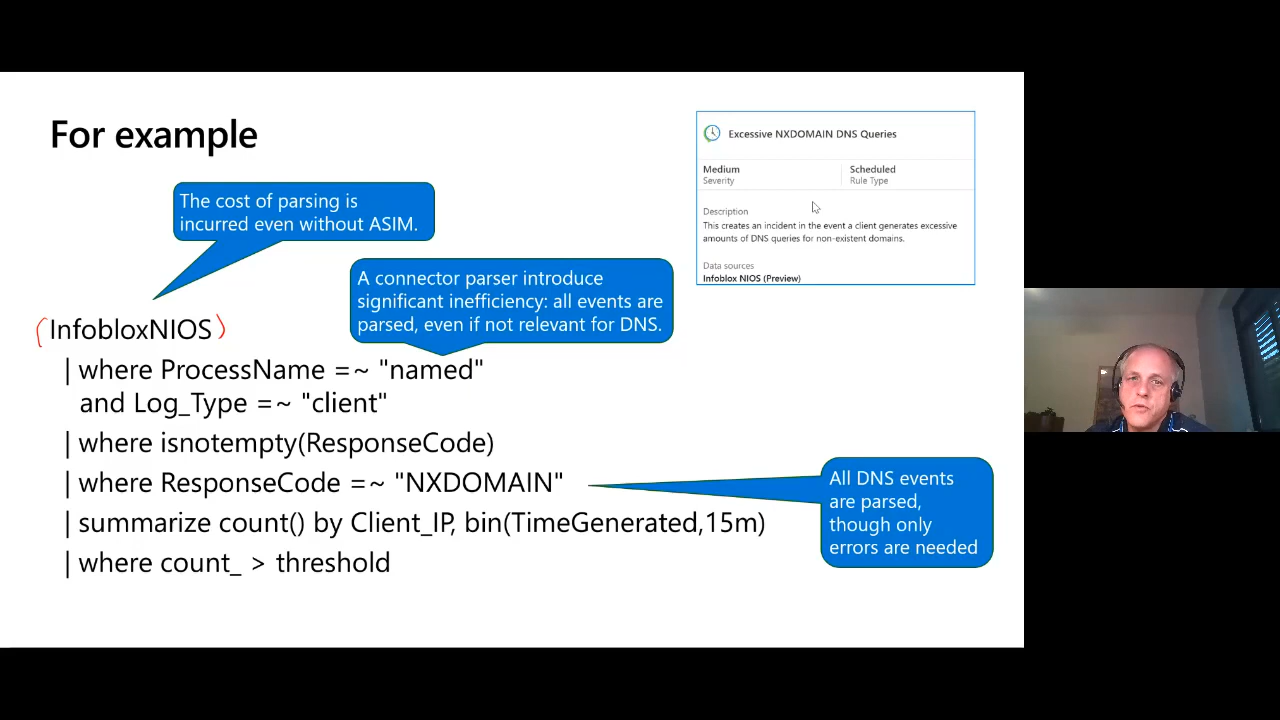 For example
The cost of parsing is
incurred even without ASIM.
A connector parser introduce
significant inefficiency: all events are
parsed, even if not relevant for DNS.
(InfobloxNIOS)
| where ProcessName =~ "named"
and Log_Type =~ "client"
| where isnotempty(ResponseCode)
| where ResponseCode =~ "NXDOMAIN"
| summarize count() by Client_IP, bin(TimeGenerated,15m)
| where count_ > threshold
All DNS events
are parsed,
though only
errors are needed
Excessive NXDOMAIN DNS Queries
Medium Scheduled
Severity Rule Type
Description
This creates an incident in the event a client generates excessive
amounts of DNS queries for non-existent domains.
Data sources
Infoblox NIOS (Preview)